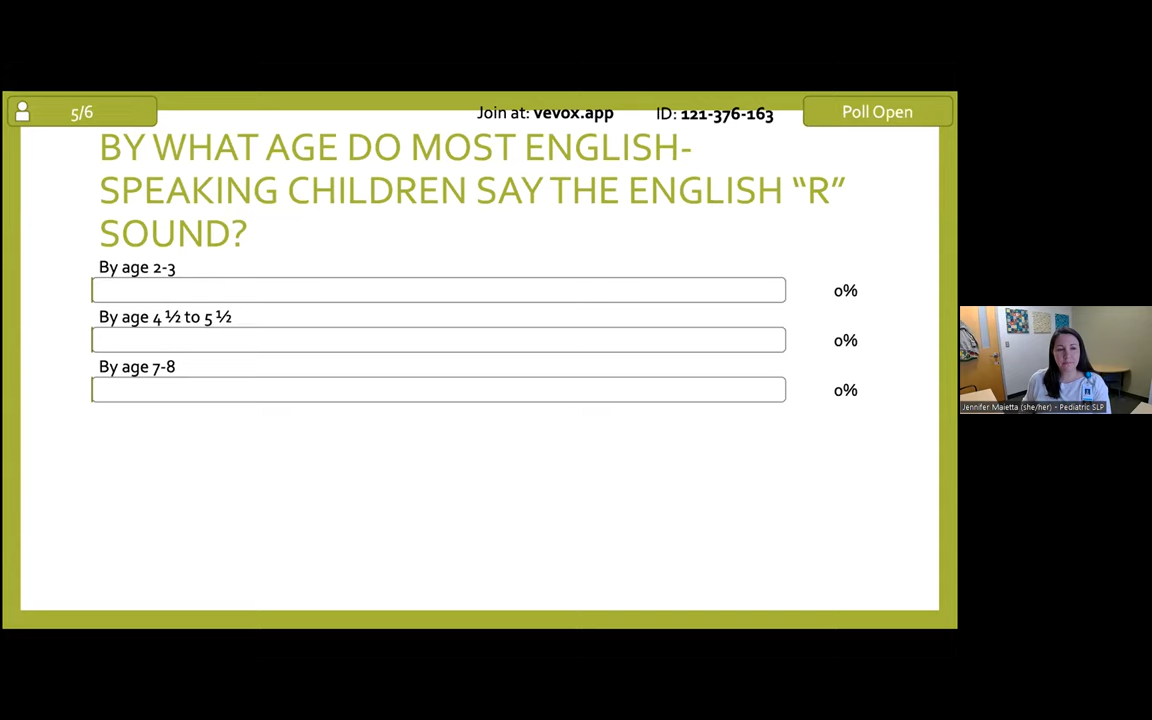 5/6
Join at: vevox.app ID: 121-376-163
Poll Open
BY WHAT AGE DO MOST ENGLISH-
SPEAKING CHILDREN SAY THE ENGLISH “R”
SOUND?
By age 2-3
0%
By age 4 ½ to 5 ½
0%
By age 7-8
0%
Jennifer Maietta (she/her) - Pediatric SLP